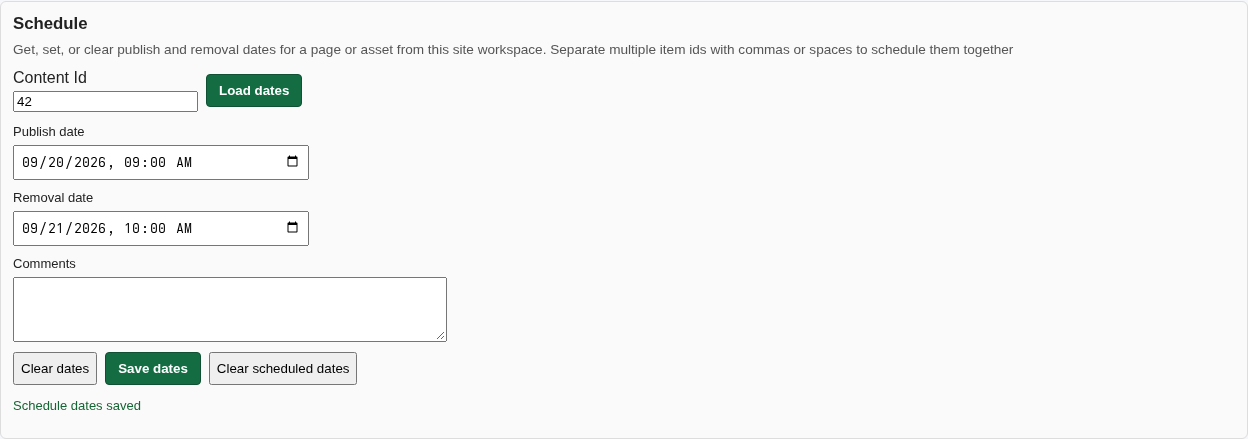 Schedule
Get, set, or clear publish and removal dates for a page or asset from this site workspace. Separate multiple item ids with commas or spaces to schedule them together
Content Id
42
Load dates
Publish date
09/20/2026, 09:00 AM
Removal date
09/21/2026, 10:00 AM
Comments
Clear dates Save dates Clear scheduled dates
Schedule dates saved